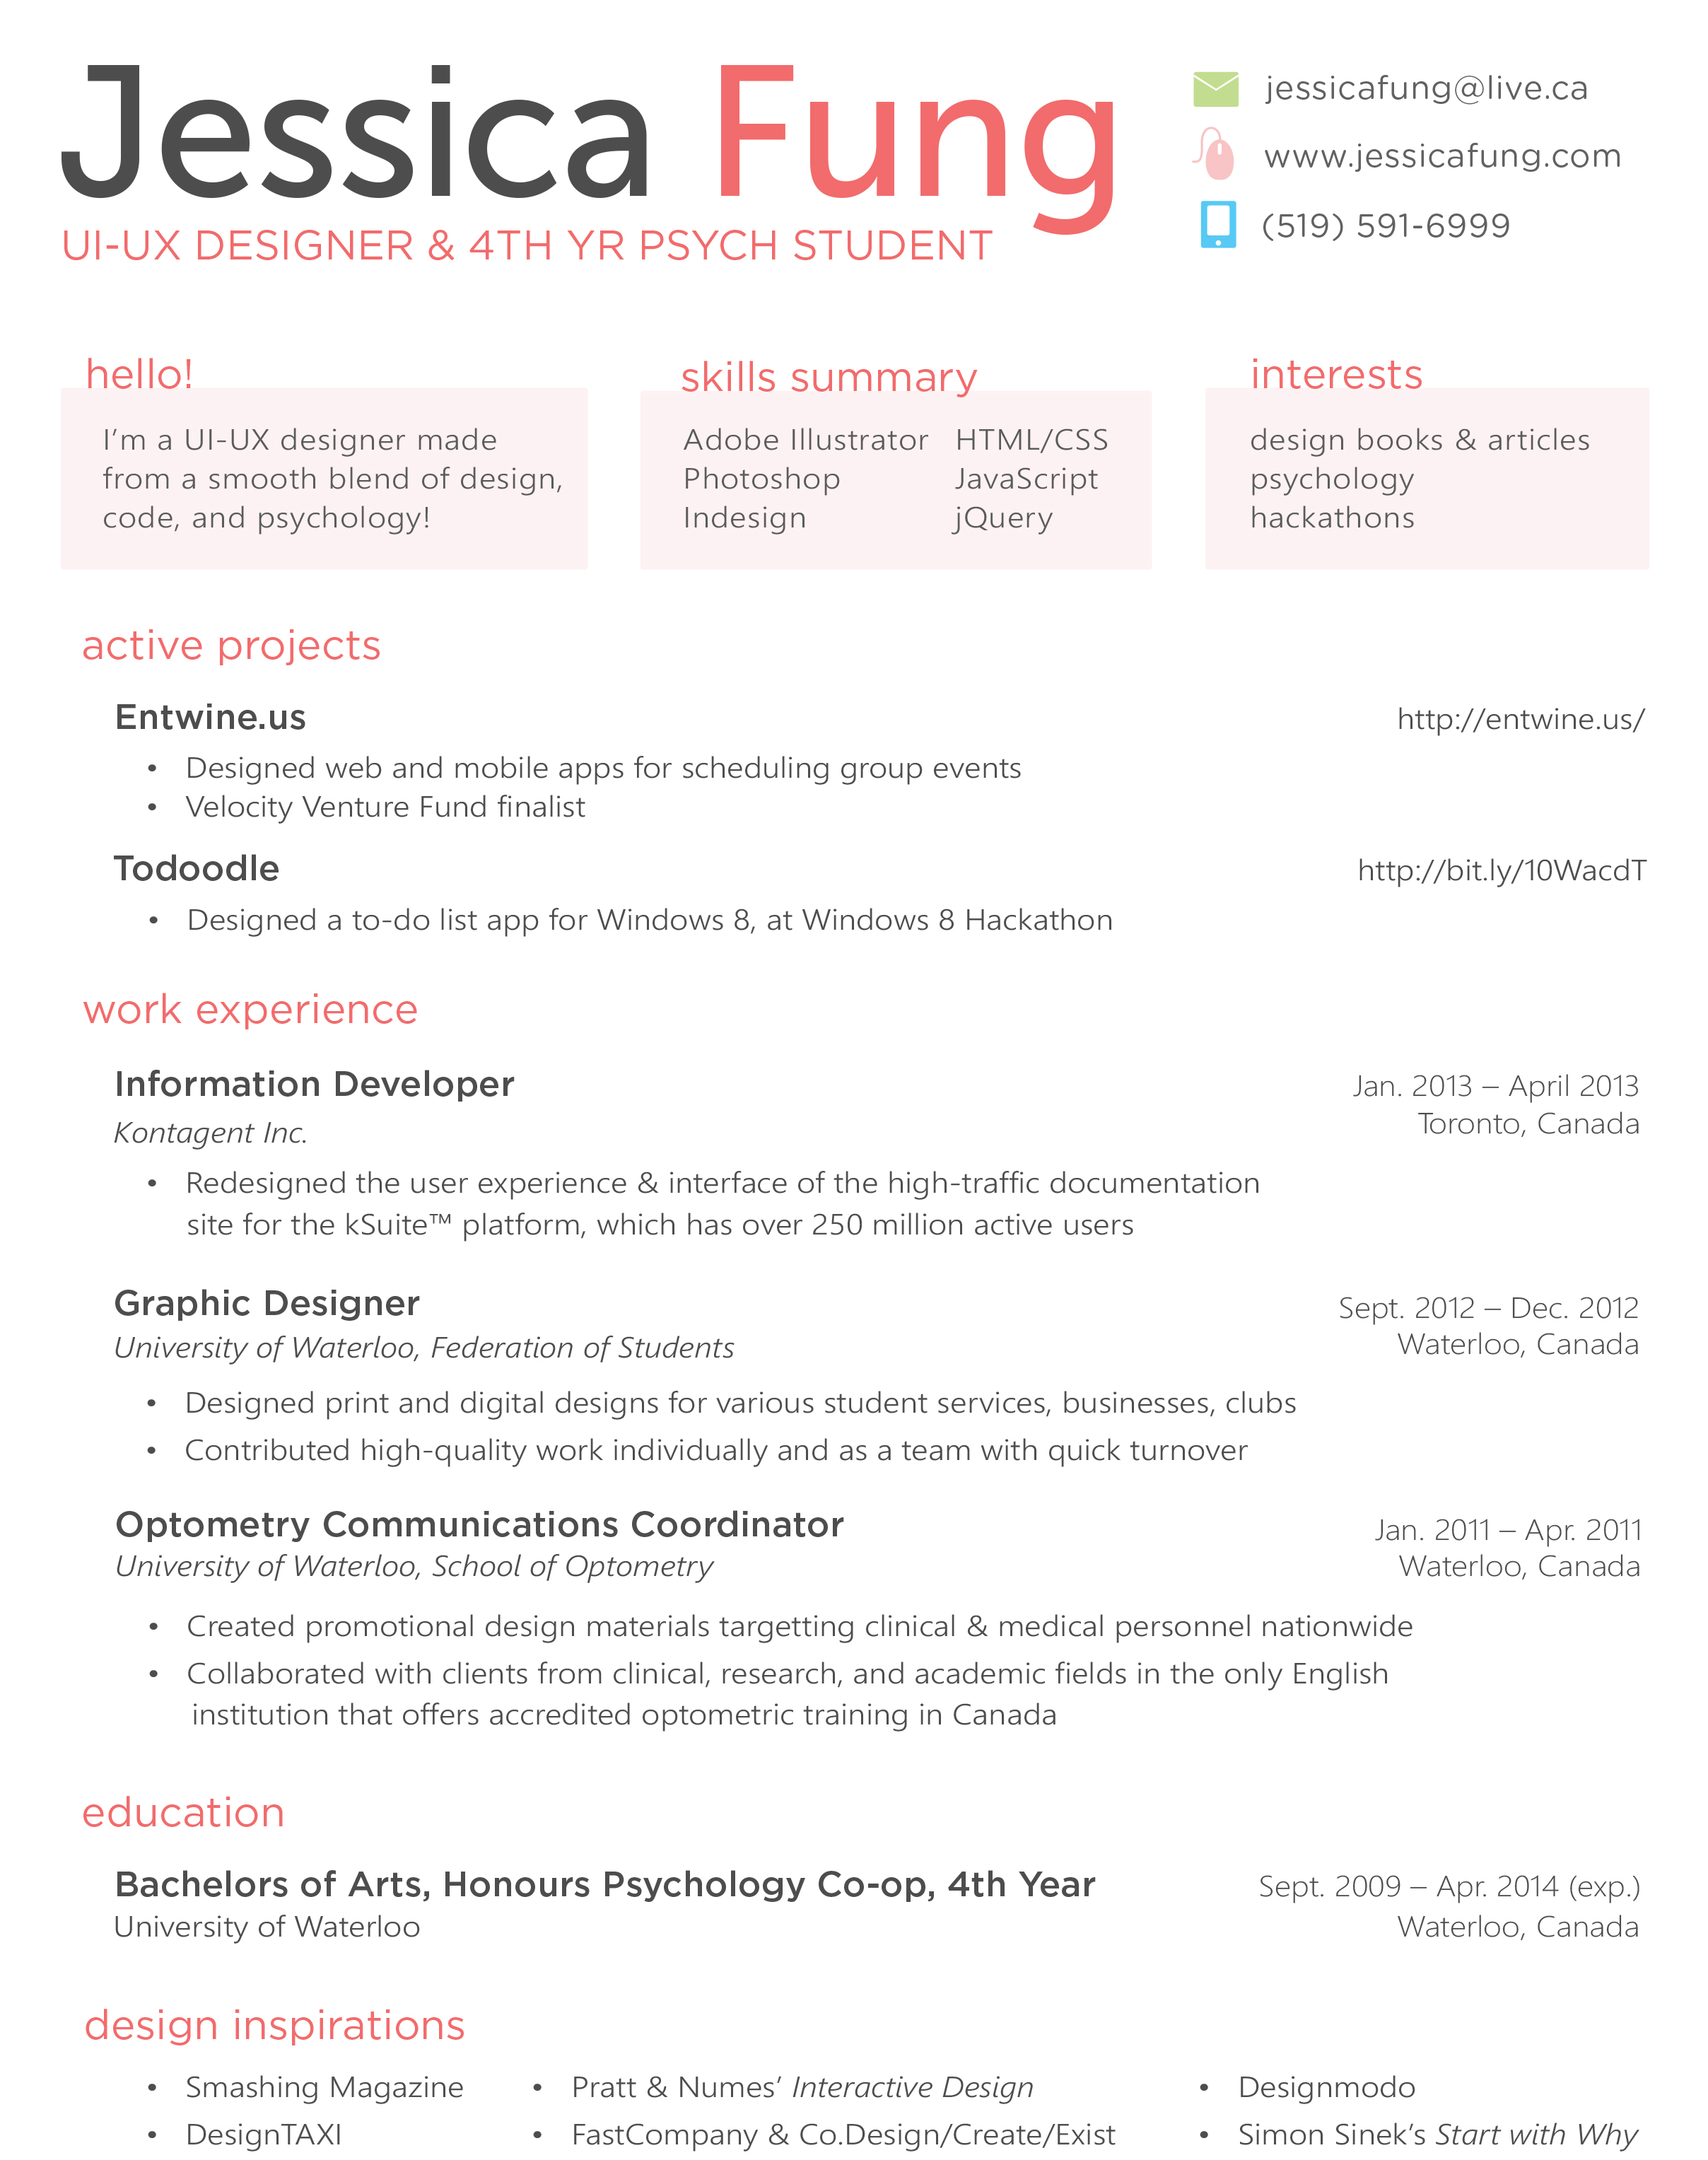 Jessica Fung
UI-UX DESIGNER & 4TH YR PSYCH STUDENT
jessicafung@live.ca
www.jessicafung.com
(519) 591-6999
hello!
I'm a UI-UX designer made
from a smooth blend of design,
code, and psychology!
skills summary
Adobe Illustrator HTML/CSS
Photoshop JavaScript
Indesign jQuery
interests
design books & articles
psychology
hackathons
active projects
Entwine.us http://entwine.us/
• Designed web and mobile apps for scheduling group events
• Velocity Venture Fund finalist
Todoodle http://bit.ly/10WacdT
• Designed a to-do list app for Windows 8, at Windows 8 Hackathon
work experience
Information Developer Jan. 2013 – April 2013
Kontagent Inc. Toronto, Canada
• Redesigned the user experience & interface of the high-traffic documentation
site for the kSuite™ platform, which has over 250 million active users
Graphic Designer Sept. 2012 – Dec. 2012
University of Waterloo, Federation of Students Waterloo, Canada
• Designed print and digital designs for various student services, businesses, clubs
• Contributed high-quality work individually and as a team with quick turnover
Optometry Communications Coordinator Jan. 2011 – Apr. 2011
University of Waterloo, School of Optometry Waterloo, Canada
• Created promotional design materials targetting clinical & medical personnel nationwide
• Collaborated with clients from clinical, research, and academic fields in the only English
institution that offers accredited optometric training in Canada
education
Bachelors of Arts, Honours Psychology Co-op, 4th Year Sept. 2009 – Apr. 2014 (exp.)
University of Waterloo Waterloo, Canada
design inspirations
• Smashing Magazine • Pratt & Numes' Interactive Design • Designmodo
• DesignTAXI • FastCompany & Co.Design/Create/Exist • Simon Sinek's Start with Why